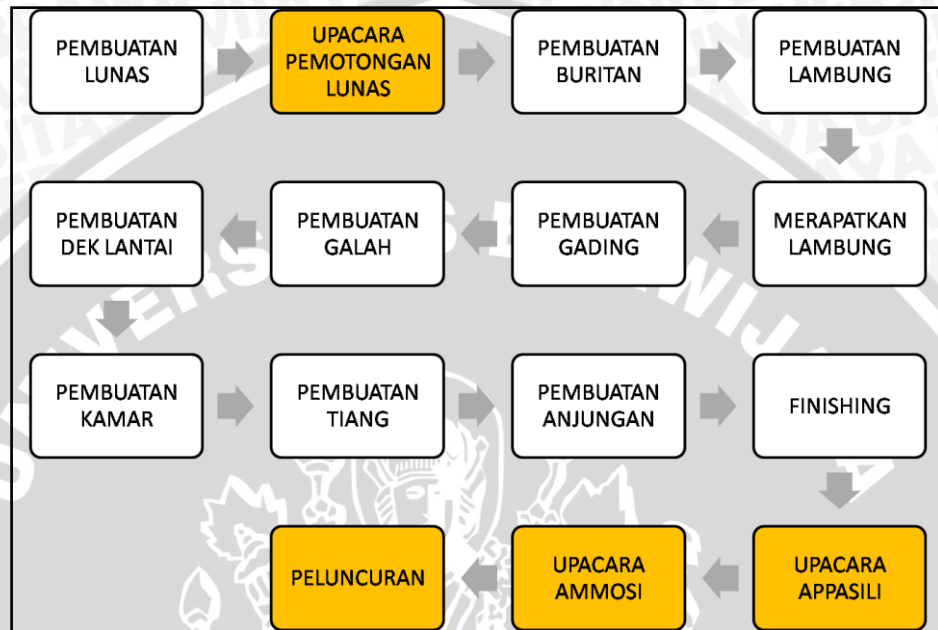 PEMBUATAN
LUNAS
UPACARA
PEMOTONGAN
LUNAS
PEMBUATAN
BURITAN
PEMBUATAN
LAMBUNG
PEMBUATAN
DEK LANTAI
PEMBUATAN
GALAH
PEMBUATAN
GADING
MERAPATKAN
LAMBUNG
PEMBUATAN
KAMAR
PEMBUATAN
TIANG
PEMBUATAN
ANJUNGAN
FINISHING
PELUNCURAN
UPACARA
AMMOSI
UPACARA
APPASILI